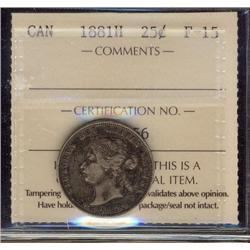 CAN 1881H 25¢ F-15
— COMMENTS —
— CERTIFICATION NO. —
56
THIS IS A
AL ITEM.
Tampering validates above opinion.
Have package/seal not intact.